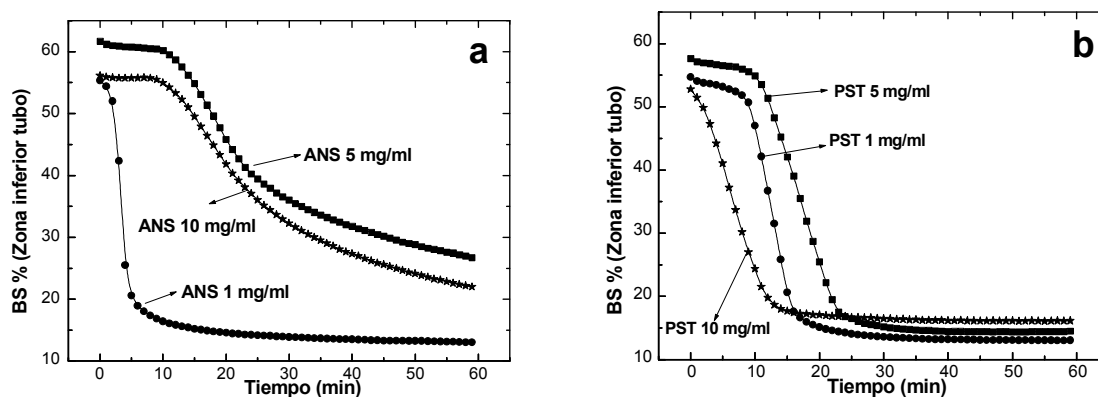 a
BS % (Zona inferior tubo)
60
50
40
30
20
10
ANS 5 mg/ml
ANS 10 mg/ml
ANS 1 mg/ml
0 10 20 30 40 50 60
Tiempo (min)
b
BS % (Zona inferior tubo)
60
50
40
30
20
10
PST 5 mg/ml
PST 1 mg/ml
PST 10 mg/ml
0 10 20 30 40 50 60
Tiempo (min)